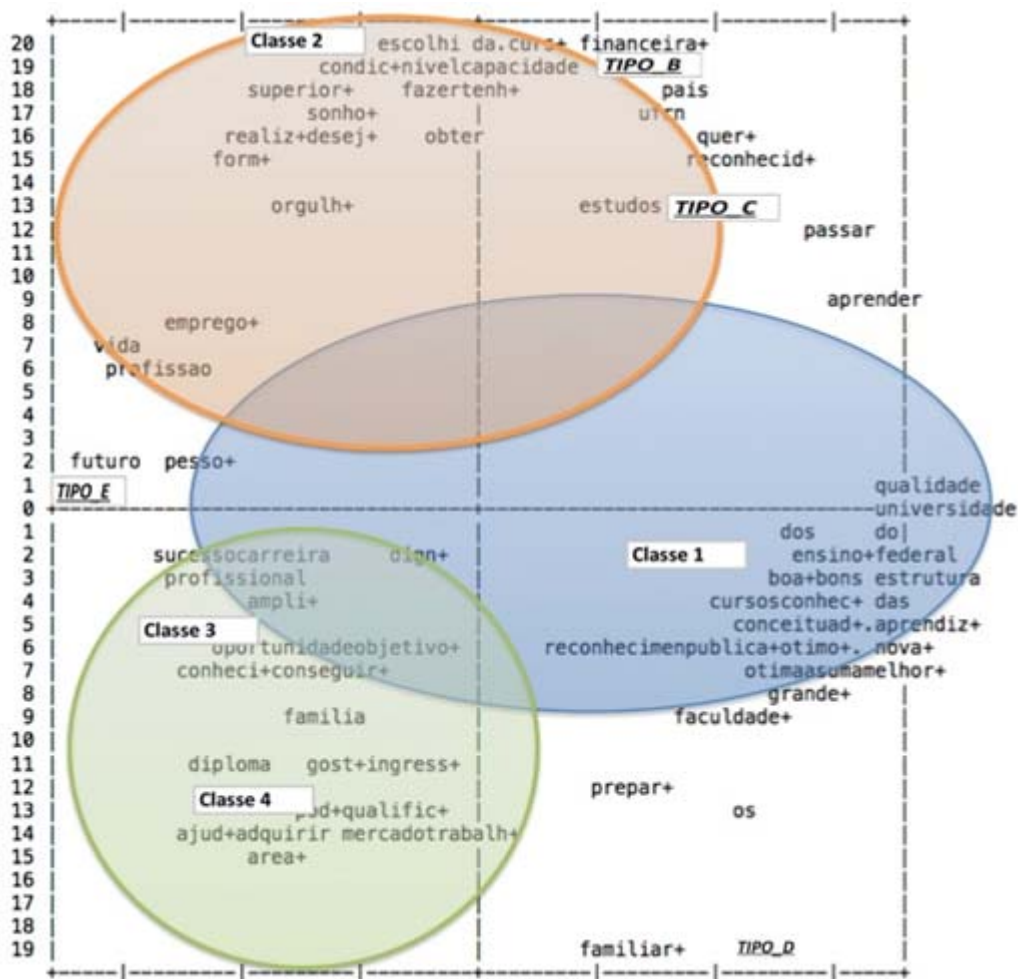 20 Classe 2 escolhi da.curs+ financeira+
19 condic+nivelcapacidade TIPO_B
18 superior+ fazertenh+ pais
17 sonho+ ufrn
16 realiz+desej+ obter quer+
15 form+ reconhecid+
14
13 orgulh+ estudos TIPO_C
12 passar
11
10
9 aprender
8 emprego+
7 vida
6 profissao
5
4
3
2 futuro pesso+
1 TIPO_E qualidade
0 universidade
1 dos do
2 sucessocarreira dign+ Classe 1 ensino+federal
3 profissional boa+bons estrutura
4 ampli+ cursosconhec+ das
5 Classe 3 conceituad+.aprendiz+
6 oportunidadeobjetivo+ reconhecimenpublica+otimo+. nova+
7 conheci+conseguir+ otimaasumamelhor+
8 grande+
9 familia faculdade+
10
11 diploma gost+ingress+
12 Classe 4 prepar+
13 pod+qualific+ os
14 ajud+adquirir mercadotrabalh+
15 area+
16
17
18
19 familiar+ TIPO_D